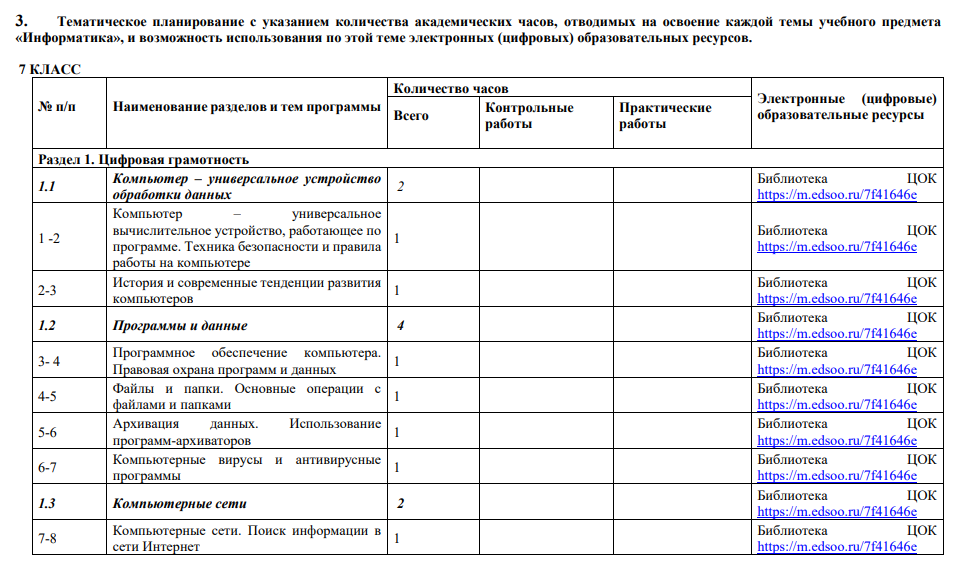 3. Тематическое планирование с указанием количества академических часов, отводимых на освоение каждой темы учебного предмета
«Информатика», и возможность использования по этой теме электронных (цифровых) образовательных ресурсов.
7 КЛАСС
№ п/п
Наименование разделов и тем программы
Количество часов
Всего
Контрольные
работы
Практические
работы
Электронные (цифровые)
образовательные ресурсы
Раздел 1. Цифровая грамотность
1.1
Компьютер – универсальное устройство
обработки данных
2
Библиотека ЦОК
https://m.edsoo.ru/7f41646e
1 -2
Компьютер – универсальное
вычислительное устройство, работающее по
программе. Техника безопасности и правила
работы на компьютере
1
Библиотека ЦОК
https://m.edsoo.ru/7f41646e
2-3
История и современные тенденции развития
компьютеров
1
Библиотека ЦОК
https://m.edsoo.ru/7f41646e
1.2
Программы и данные
4
Библиотека ЦОК
https://m.edsoo.ru/7f41646e
3- 4
Программное обеспечение компьютера.
Правовая охрана программ и данных
1
Библиотека ЦОК
https://m.edsoo.ru/7f41646e
4-5
Файлы и папки. Основные операции с
файлами и папками
1
Библиотека ЦОК
https://m.edsoo.ru/7f41646e
5-6
Архивация данных. Использование
программ-архиваторов
1
Библиотека ЦОК
https://m.edsoo.ru/7f41646e
6-7
Компьютерные вирусы и антивирусные
программы
1
Библиотека ЦОК
https://m.edsoo.ru/7f41646e
1.3
Компьютерные сети
2
Библиотека ЦОК
https://m.edsoo.ru/7f41646e
7-8
Компьютерные сети. Поиск информации в
сети Интернет
1
Библиотека ЦОК
https://m.edsoo.ru/7f41646e